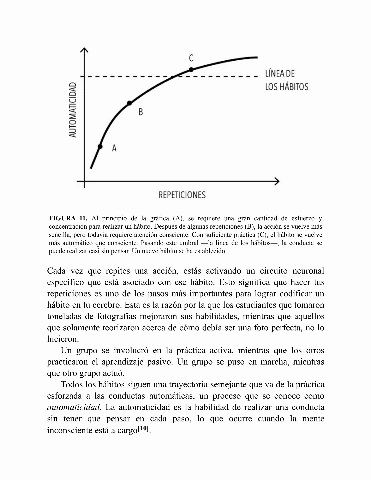 C
LÍNEA DE
LOS HÁBITOS
B
AUTOMATICIDAD
A
REPETICIONES
FIGURA 11. Al principio de la gráfica (A), se requiere una gran cantidad de esfuerzo y
concentración para realizar un hábito. Después de algunas repeticiones (B), la acción se vuelve más
sencilla, pero todavía requiere atención consciente. Con suficiente práctica (C), el hábito se vuelve
más automático que consciente. Pasando este umbral —la línea de los hábitos—, la conducta se
puede realizar casi sin pensar. Un nuevo hábito se ha establecido.
Cada vez que repites una acción, estás activando un circuito neuronal
específico que está asociado con ese hábito. Esto significa que hacer tus
repeticiones es uno de los pasos más importantes para lograr codificar un
hábito en tu cerebro. Esta es la razón por la que los estudiantes que tomaron
toneladas de fotografías mejoraron sus habilidades, mientras que aquellos
que solamente teorizaron acerca de cómo debía ser una foto perfecta, no lo
hicieron.
Un grupo se involucró en la práctica activa, mientras que los otros
practicaron el aprendizaje pasivo. Un grupo se puso en marcha, mientras
que otro grupo actuó.
Todos los hábitos siguen una trayectoria semejante que va de la práctica
esforzada a las conductas automáticas, un proceso que se conoce como
automaticidad. La automaticidad es la habilidad de realizar una conducta
sin tener que pensar en cada paso, lo que ocurre cuando la mente
inconsciente está a cargo[10].